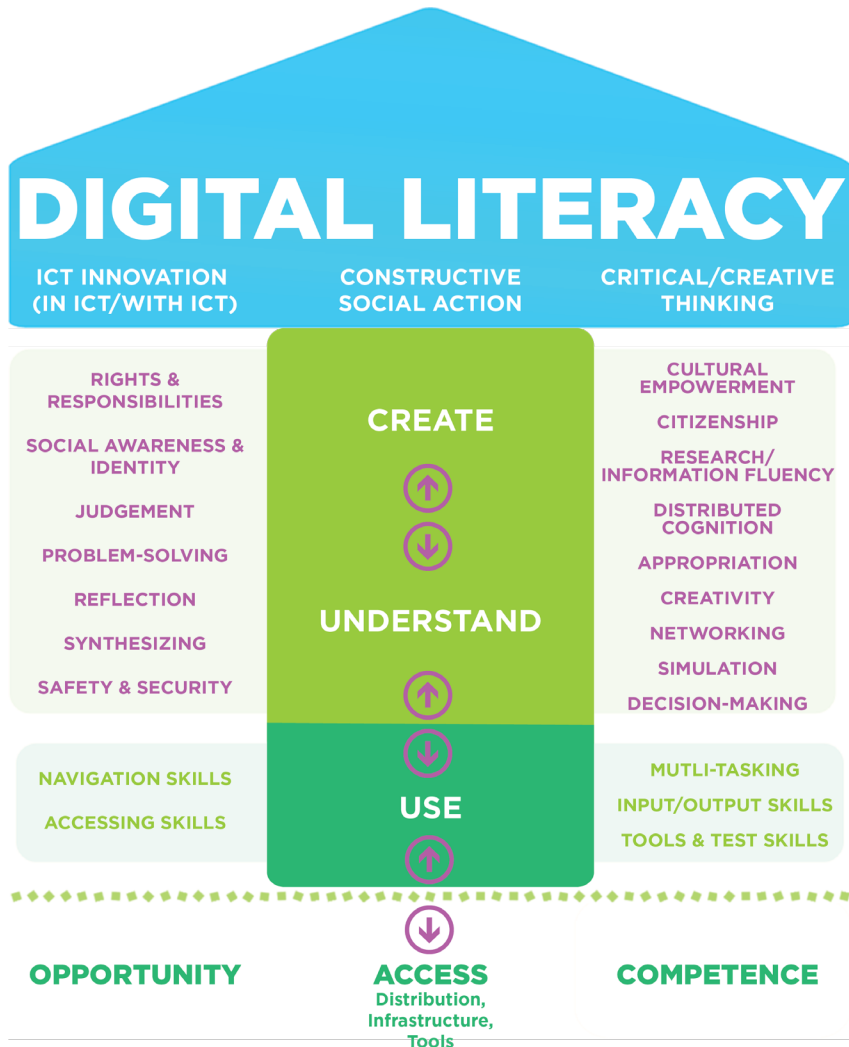 DIGITAL LITERACY
ICT INNOVATION
(IN ICT/WITH ICT)
CONSTRUCTIVE
SOCIAL ACTION
CRITICAL/CREATIVE
THINKING
RIGHTS &
RESPONSIBILITIES
SOCIAL AWARENESS &
IDENTITY
JUDGEMENT
PROBLEM-SOLVING
REFLECTION
SYNTHESIZING
SAFETY & SECURITY
CREATE
UNDERSTAND
CULTURAL
EMPOWERMENT
CITIZENSHIP
RESEARCH/
INFORMATION FLUENCY
DISTRIBUTED
COGNITION
APPROPRIATION
CREATIVITY
NETWORKING
SIMULATION
DECISION-MAKING
NAVIGATION SKILLS
ACCESSING SKILLS
USE
MUTLI-TASKING
INPUT/OUTPUT SKILLS
TOOLS & TEST SKILLS
OPPORTUNITY
ACCESS
Distribution,
Infrastructure,
Tools
COMPETENCE